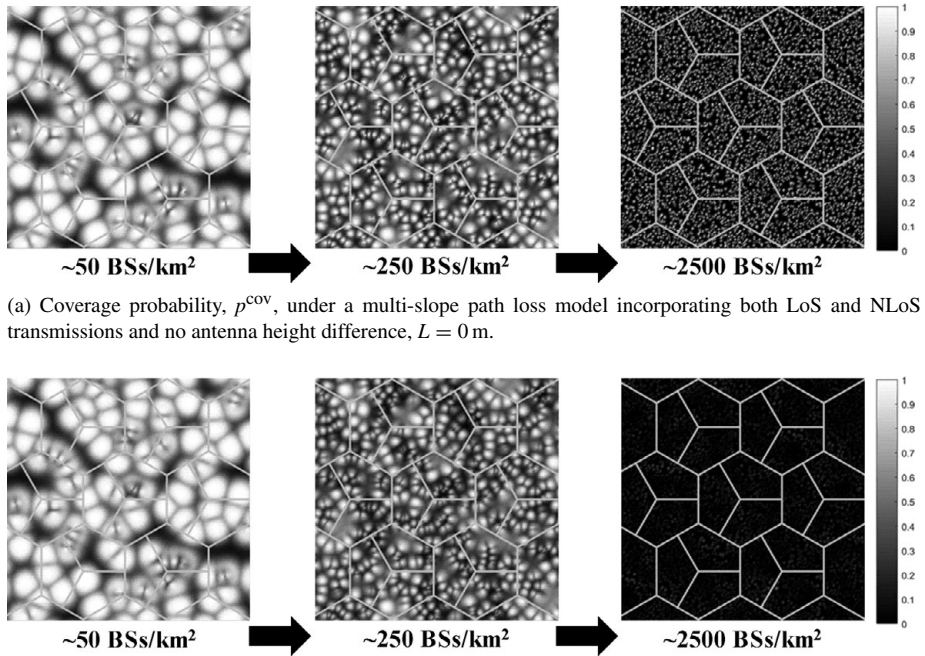 1
0.9
0.8
0.7
0.6
0.5
0.4
0.3
0.2
0.1
0
~50 BSs/km²
~250 BSs/km²
~2500 BSs/km²
(a) Coverage probability, p^cov, under a multi-slope path loss model incorporating both LoS and NLoS
transmissions and no antenna height difference, L = 0 m.
1
0.9
0.8
0.7
0.6
0.5
0.4
0.3
0.2
0.1
0
~50 BSs/km²
~250 BSs/km²
~2500 BSs/km²